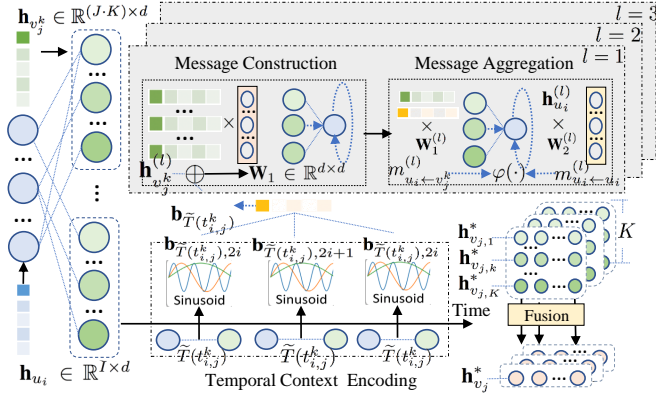 h_{v_j^k} ∈ ℝ^{(J·K)×d}
l = 3
l = 2
l = 1
Message Construction
Message Aggregation
...
×
h_{v_j^k}^{(l)} ⊕ W_1 ∈ ℝ^{d×d}
h_{u_i}^{(l)}
× ×
W_1^{(l)} W_2^{(l)}
m_{u_i←v_j^k}^{(l)} φ(·) m_{u_i←u_i}^{(l)}
b_{T̃(t_{i,j}^k)}
b_{T̃(t_{i,j}^k),2i} b_{T̃(t_{i,j}^k),2i+1} b_{T̃(t_{i,j}^k),2i}
Sinusoid Sinusoid Sinusoid
T̃(t_{i,j}^k) T̃(t_{i,j}^k) T̃(t_{i,j}^k)
Temporal Context Encoding
Time
h_{u_i} ∈ ℝ^{I×d}
h*_{v_{j,1}}
h*_{v_{j,k}}
h*_{v_{j,K}}
K
Fusion
h*_{v_j}